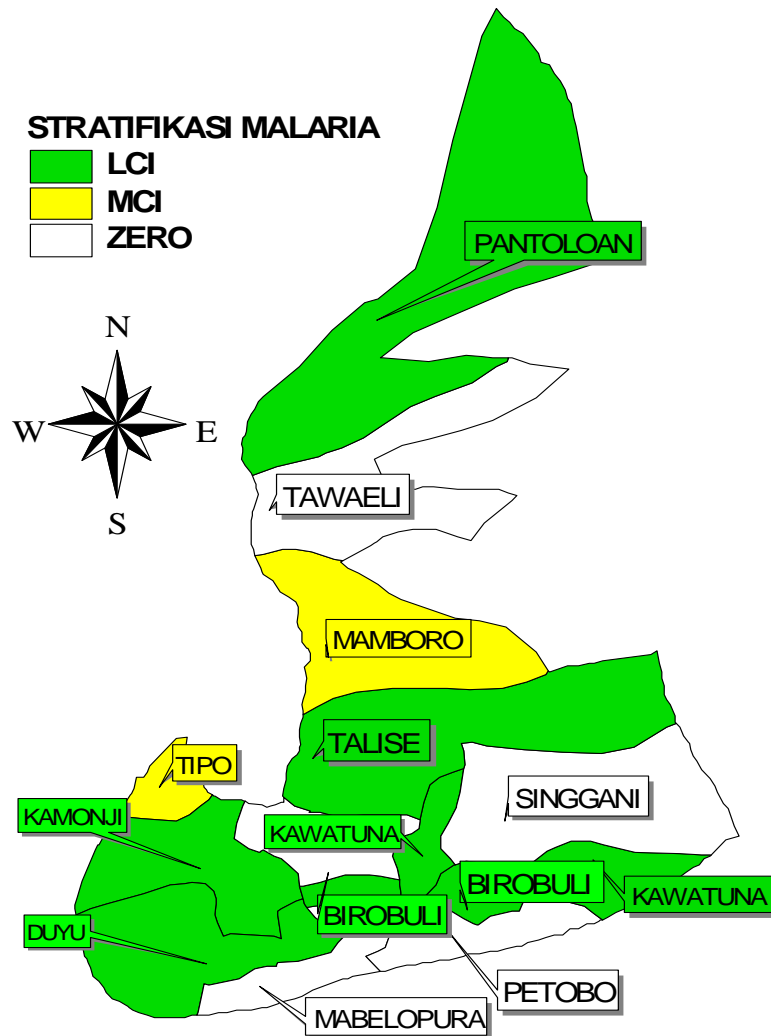 STRATIFIKASI MALARIA
LCI
MCI
ZERO
PANTOLOAN
N
W
E
S
TAWAELI
MAMBORO
TALISE
TIPO
SINGGANI
KAMONJI
KAWATUNA
BIROBULI
KAWATUNA
BIROBULI
DUYU
PETOBO
MABELOPURA